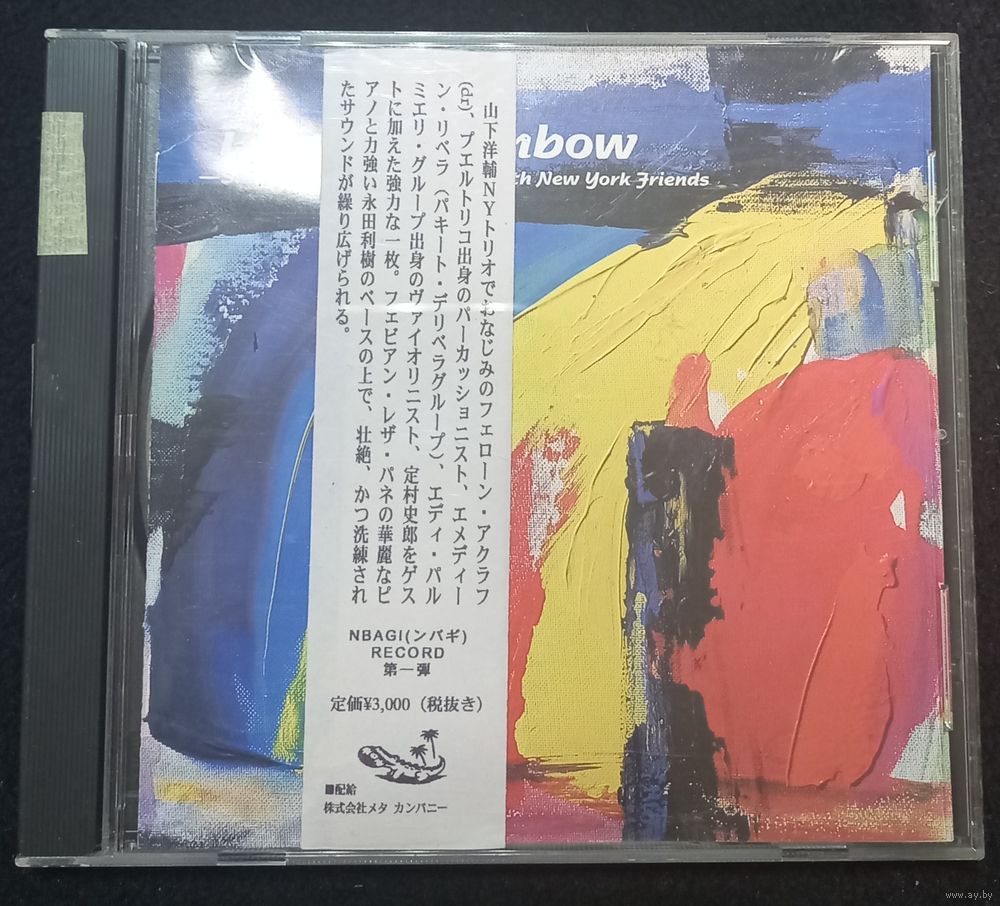 nbow
th New York Friends
山下洋輔NYトリオでおなじみのフェローン・アクラフ
(ds)、プエルトリコ出身のパーカッショニスト、エメディー
ン・リベラ（パキート・デリベラグループ）、エディ・パル
ミエリ・グループ出身のヴァイオリニスト、定村史郎をゲス
トに加えた強力な一枚。フェビアン・レザ・パネの華麗なピ
アノと力強い永田利樹のベースの上で、壮絶、かつ洗練され
たサウンドが繰り広げられる。
NBAGI(ンバギ)
RECORD
第一弾
定価¥3,000（税抜き）
■配給
株式会社メタ カンパニー
www.ay.by